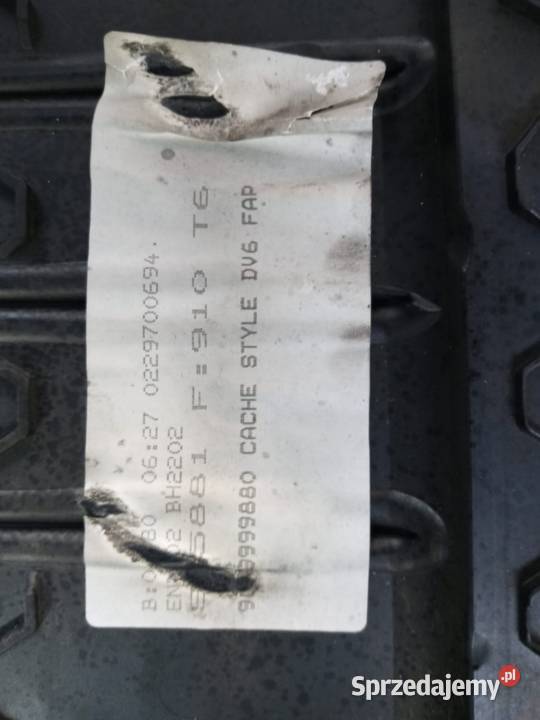 06:27 0229700694.
BH2202
F:910 T6
CACHE STYLE DV6 FAP
Sprzedajemy.pl